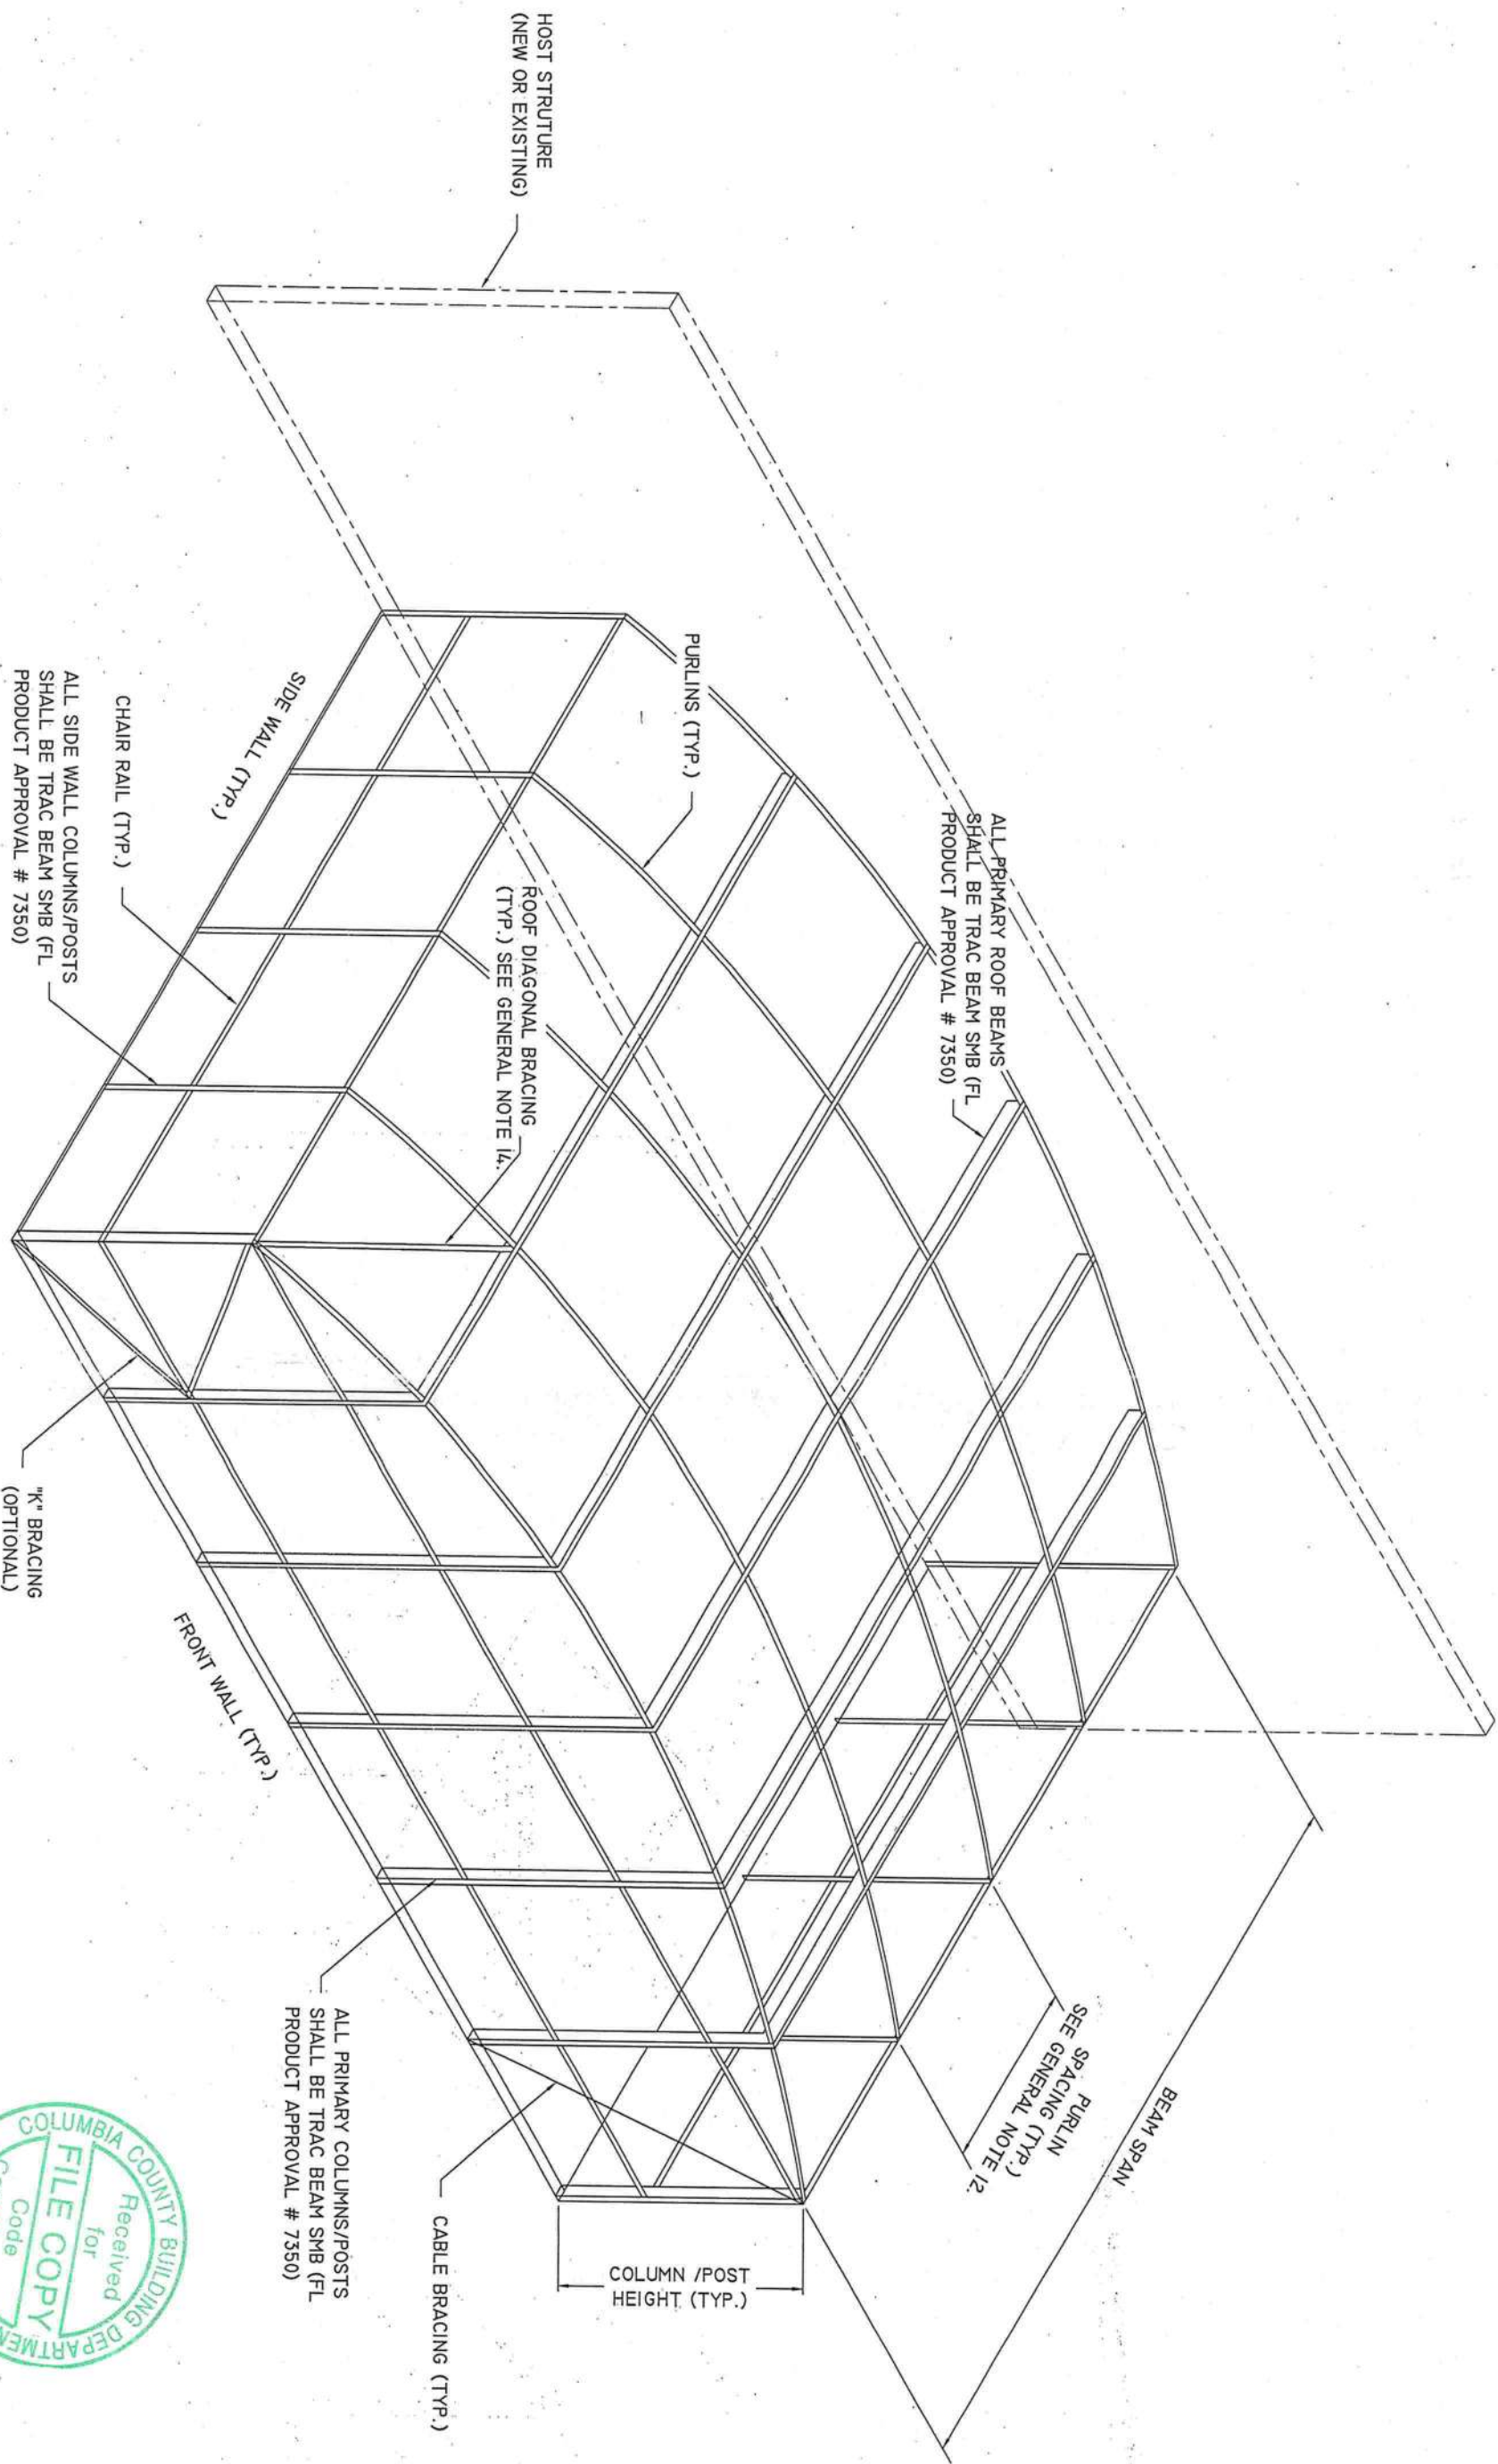 HOST STRUTURE
(NEW OR EXISTING)
ALL PRIMARY ROOF BEAMS
SHALL BE TRAC BEAM SMB (FL
PRODUCT APPROVAL # 7350)
PURLINS (TYP.)
ROOF DIAGONAL BRACING
(TYP.) SEE GENERAL NOTE 14.
SIDE WALL (TYP.)
CHAIR RAIL (TYP.)
ALL SIDE WALL COLUMNS/POSTS
SHALL BE TRAC BEAM SMB (FL
PRODUCT APPROVAL # 7350)
"K" BRACING
(OPTIONAL)
FRONT WALL (TYP.)
ALL PRIMARY COLUMNS/POSTS
SHALL BE TRAC BEAM SMB (FL
PRODUCT APPROVAL # 7350)
CABLE BRACING (TYP.)
COLUMN /POST
HEIGHT (TYP.)
PURLIN
SPACING (TYP.)
SEE GENERAL NOTE 12.
BEAM SPAN
COLUMBIA COUNTY BUILDING DEPARTMEN
Received
for
FILE COPY
Code